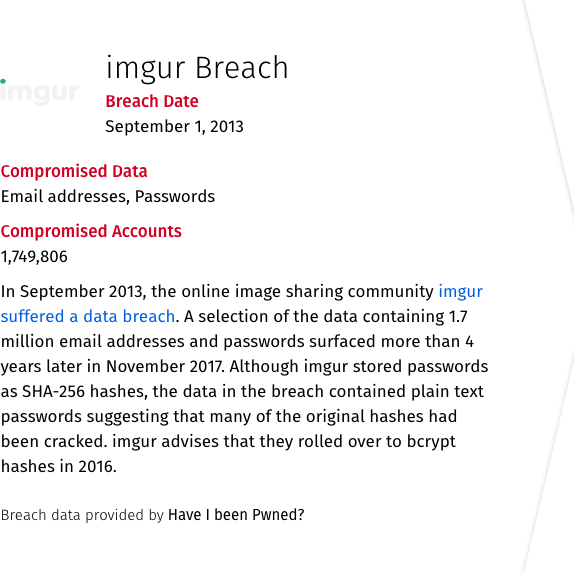 imgur Breach
imgur
Breach Date
September 1, 2013
Compromised Data
Email addresses, Passwords
Compromised Accounts
1,749,806
In September 2013, the online image sharing community imgur
suffered a data breach. A selection of the data containing 1.7
million email addresses and passwords surfaced more than 4
years later in November 2017. Although imgur stored passwords
as SHA-256 hashes, the data in the breach contained plain text
passwords suggesting that many of the original hashes had
been cracked. imgur advises that they rolled over to bcrypt
hashes in 2016.
Breach data provided by Have I been Pwned?